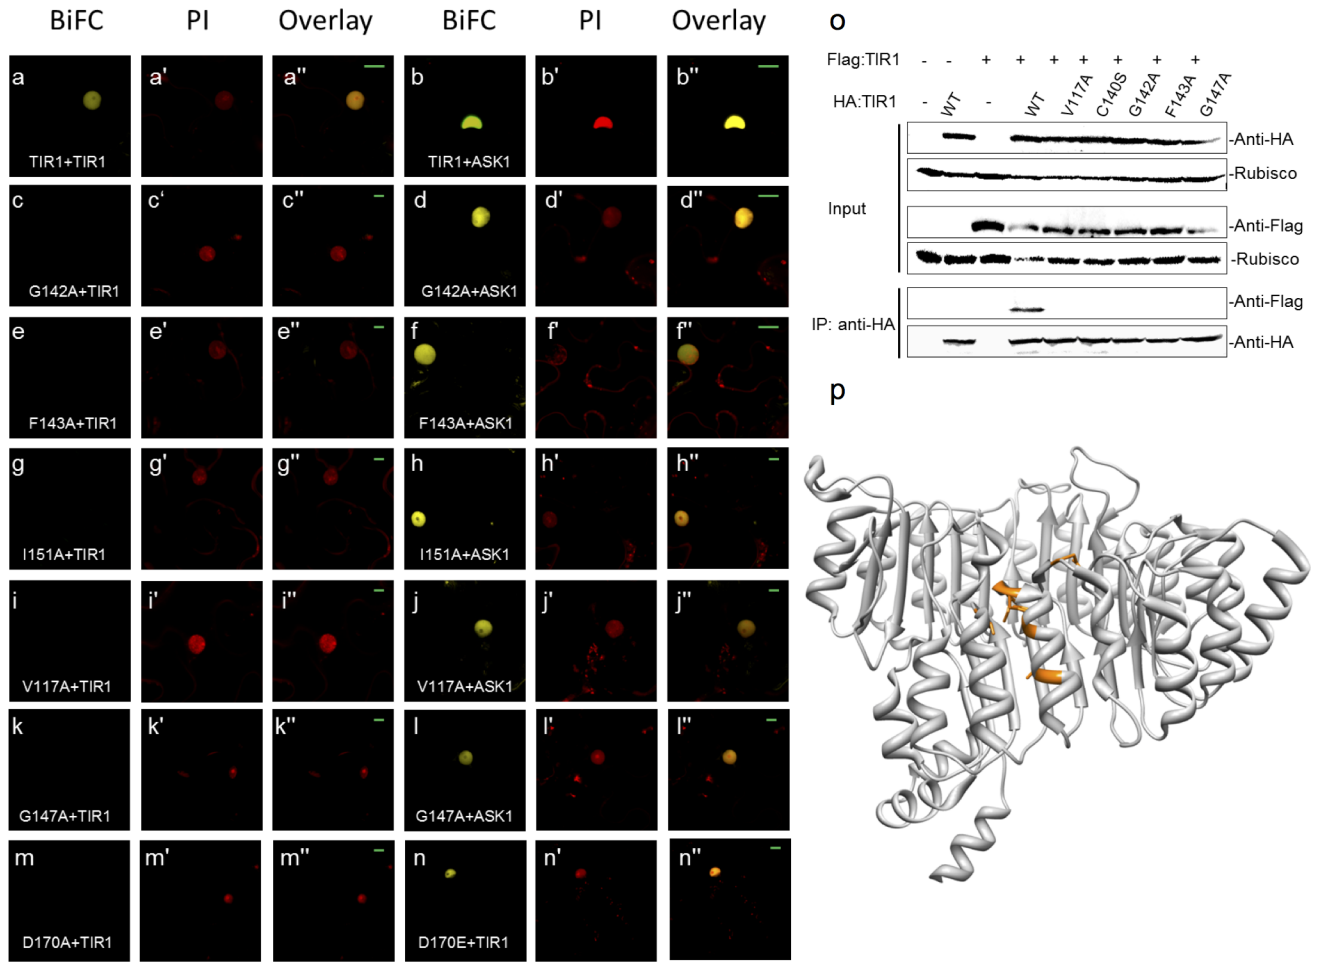 BiFC PI Overlay BiFC PI Overlay
a a' a'' b b' b''
TIR1+TIR1 TIR1+ASK1
c c' c'' d d' d''
G142A+TIR1 G142A+ASK1
e e' e'' f f' f''
F143A+TIR1 F143A+ASK1
g g' g'' h h' h''
I151A+TIR1 I151A+ASK1
i i' i'' j j' j''
V117A+TIR1 V117A+ASK1
k k' k'' l l' l''
G147A+TIR1 G147A+ASK1
m m' m'' n n' n''
D170A+TIR1 D170E+TIR1
o
Flag:TIR1 - - + + + + + + +
HA:TIR1 - WT - WT V117A C140S G142A F143A G147A
-Anti-HA
-Rubisco
Input
-Anti-Flag
-Rubisco
-Anti-Flag
IP: anti-HA
-Anti-HA
p